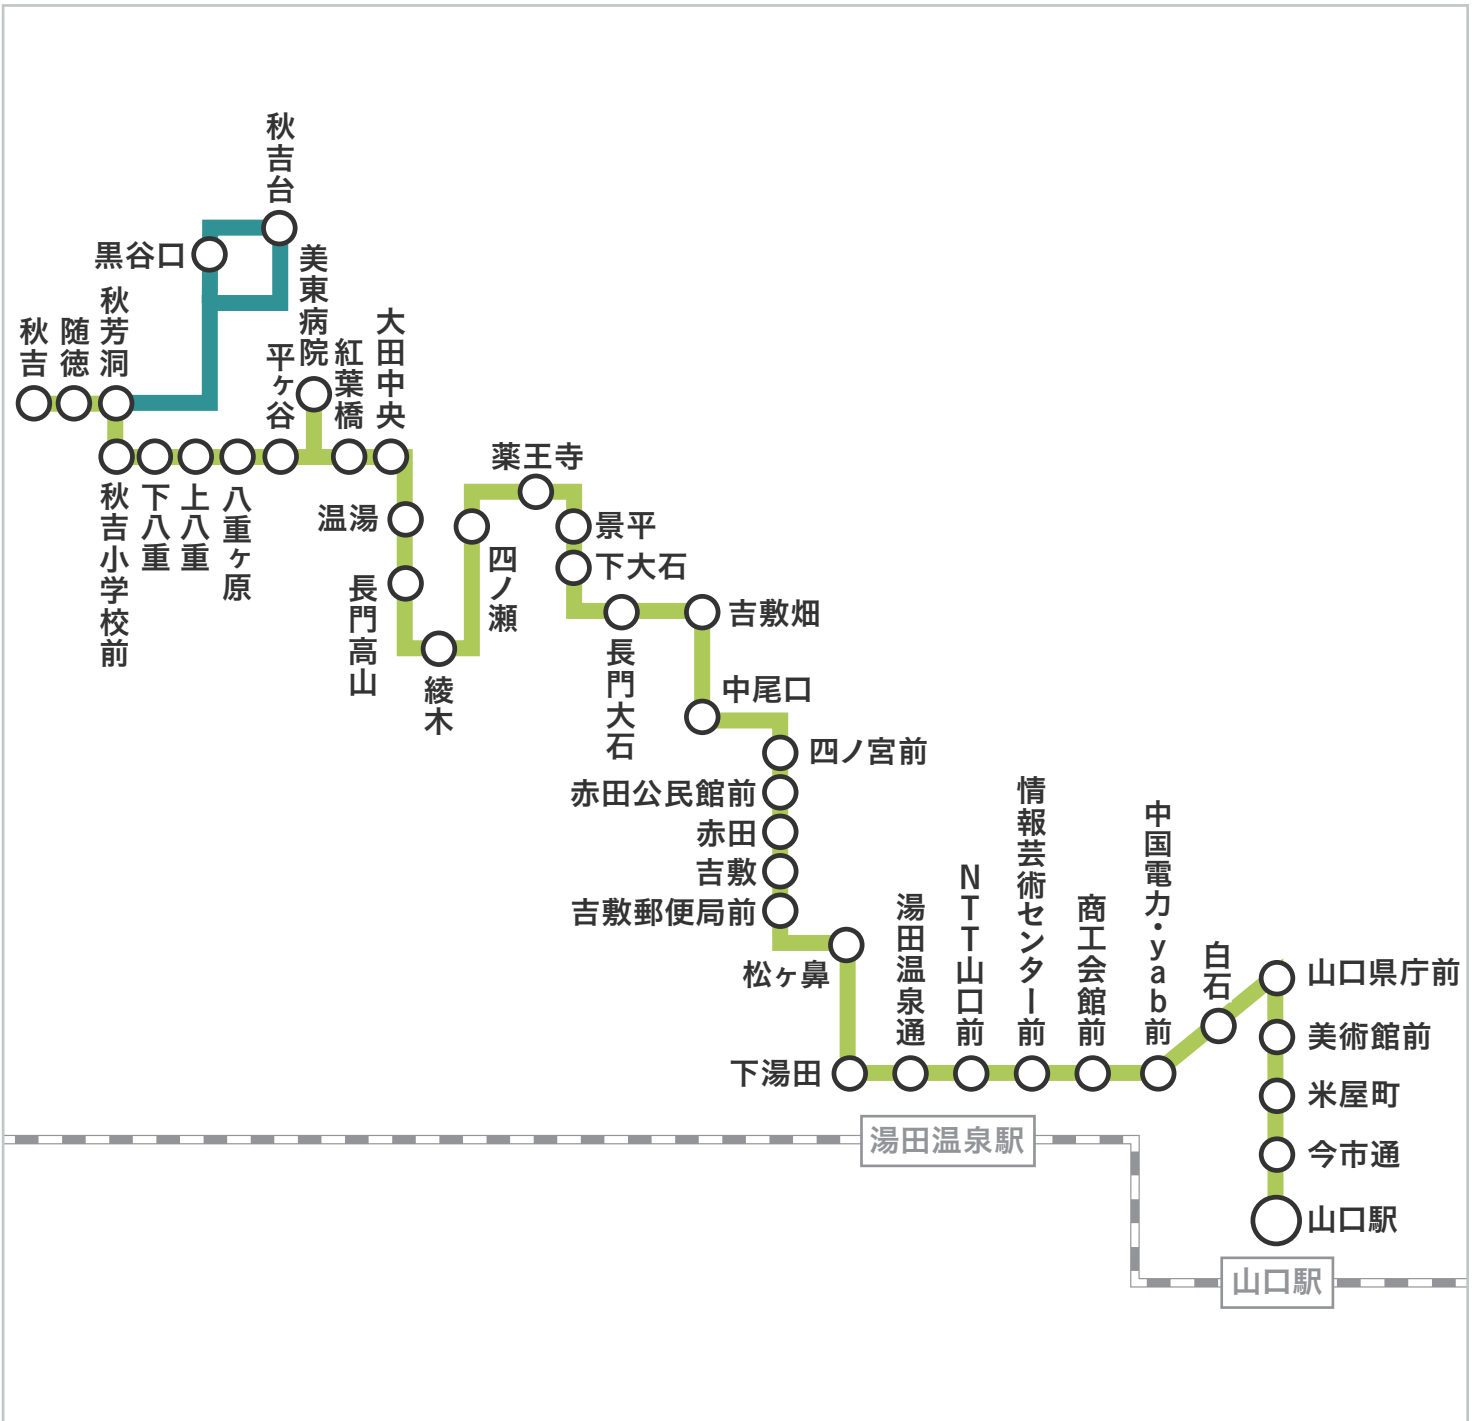 秋吉台
黒谷口
秋吉
随徳
秋芳洞
美東病院
平ヶ谷
紅葉橋
大田中央
秋吉小学校前
下八重
上八重
八重ヶ原
温湯
長門高山
綾木
四ノ瀬
薬王寺
景平
下大石
長門大石
吉敷畑
中尾口
四ノ宮前
赤田公民館前
赤田
吉敷
吉敷郵便局前
松ヶ鼻
下湯田
湯田温泉通
NTT山口前
情報芸術センター前
商工会館前
中国電力・yab前
白石
山口県庁前
美術館前
米屋町
今市通
山口駅
湯田温泉駅
山口駅